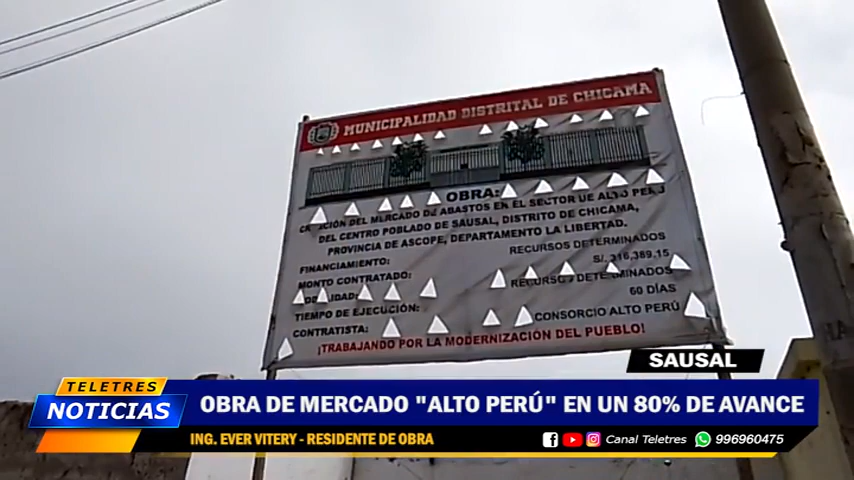 MUNICIPALIDAD DISTRITAL DE CHICAMA
OBRA:
CREACIÓN DEL MERCADO DE ABASTOS EN EL SECTOR DE ALTO PERÚ
DEL CENTRO POBLADO DE SAUSAL, DISTRITO DE CHICAMA,
PROVINCIA DE ASCOPE, DEPARTAMENTO LA LIBERTAD.
FINANCIAMIENTO: RECURSOS DETERMINADOS
MONTO CONTRATADO: S/. 316,389.15
MODALIDAD: RECURSOS DETERMINADOS
TIEMPO DE EJECUCIÓN: 60 DÍAS
CONTRATISTA: CONSORCIO ALTO PERÚ
¡TRABAJANDO POR LA MODERNIZACIÓN DEL PUEBLO!
SAUSAL
TELETRES
NOTICIAS
OBRA DE MERCADO "ALTO PERÚ" EN UN 80% DE AVANCE
ING. EVER VITERY - RESIDENTE DE OBRA
Canal Teletres 996960475